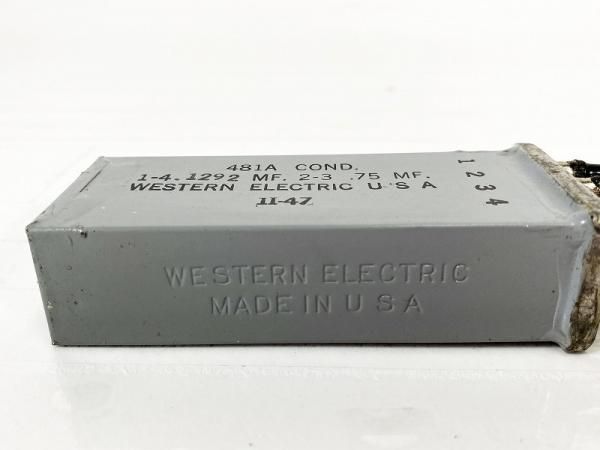 481A COND.
1-4 .1292 MF. 2-3 .75 MF.
WESTERN ELECTRIC U S A
11-47
1 2 3 4
WESTERN ELECTRIC
MADE IN U S A